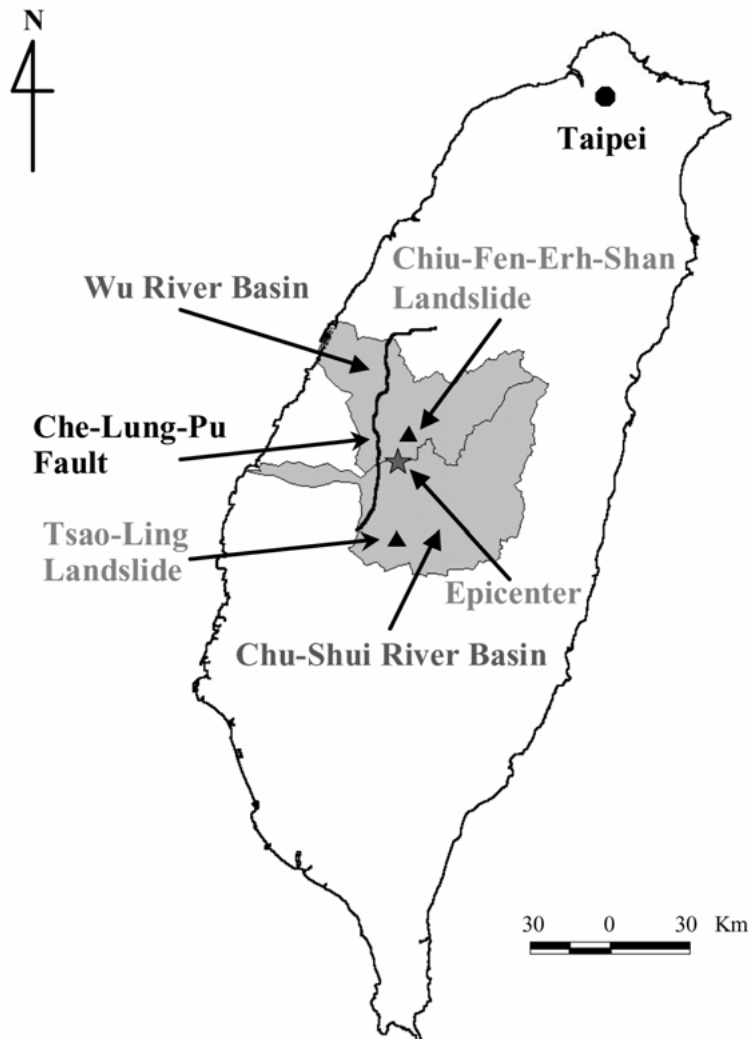 N
Taipei
Chiu-Fen-Erh-Shan
Landslide
Wu River Basin
Che-Lung-Pu
Fault
Tsao-Ling
Landslide
Epicenter
Chu-Shui River Basin
30 0 30 Km